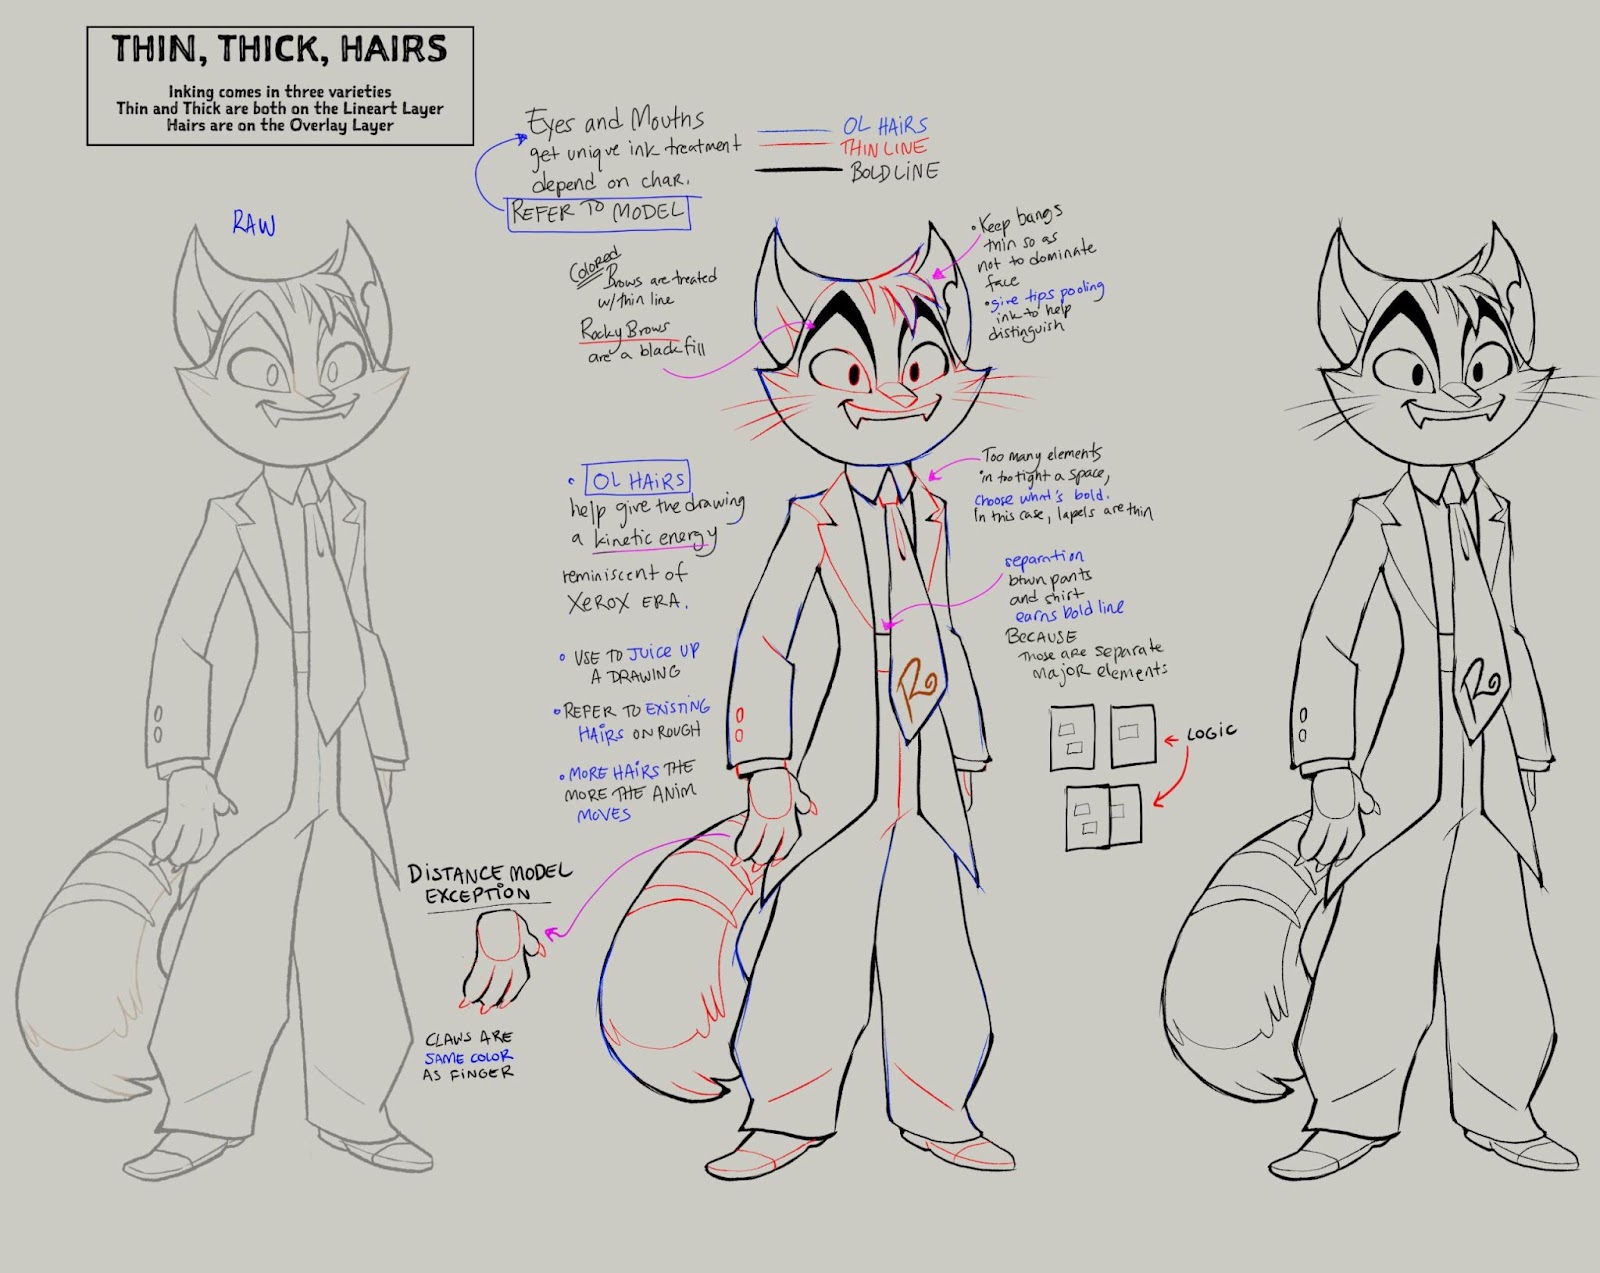 THIN, THICK, HAIRS
Inking comes in three varieties
Thin and Thick are both on the Lineart Layer
Hairs are on the Overlay Layer
RAW
Eyes and Mouths
get unique ink treatment
depend on char.
REFER TO MODEL
OL HAIRS
THIN LINE
BOLD LINE
Colored
Brows are treated
w/thin line
Rocky Brows
are a black fill
• Keep bangs
thin so as
not to dominate
face
• give tips pooling
ink to help
distinguish
• OL HAIRS
help give the drawing
a kinetic energy
reminiscent of
XEROX ERA.
• USE TO JUICE UP
A DRAWING
• REFER TO EXISTING
HAIRS ON ROUGH
• MORE HAIRS THE
MORE THE ANIM
MOVES
• Too many elements
in too tight a space,
choose what's bold.
In this case, lapels are thin
separation
btwn pants
and shirt
earns bold line
BECAUSE
Those are separate
major elements
LOGIC
R
R
DISTANCE MODEL
EXCEPTION
CLAWS ARE
SAME COLOR
AS FINGER